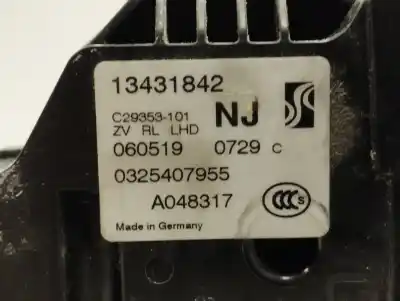 13431842
C29353-101 NJ
ZV RL LHD
060519 0729 C
0325407955
A048317 CCC S
Made in Germany